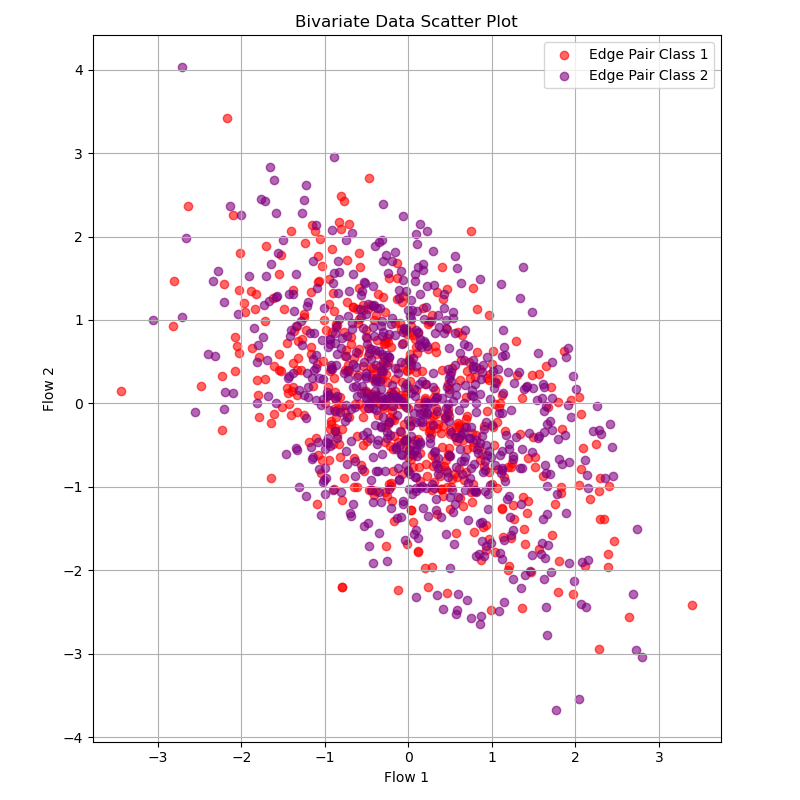 Bivariate Data Scatter Plot
Edge Pair Class 1
Edge Pair Class 2
4
3
2
1
0
−1
−2
−3
−4
Flow 2
−3 −2 −1 0 1 2 3
Flow 1